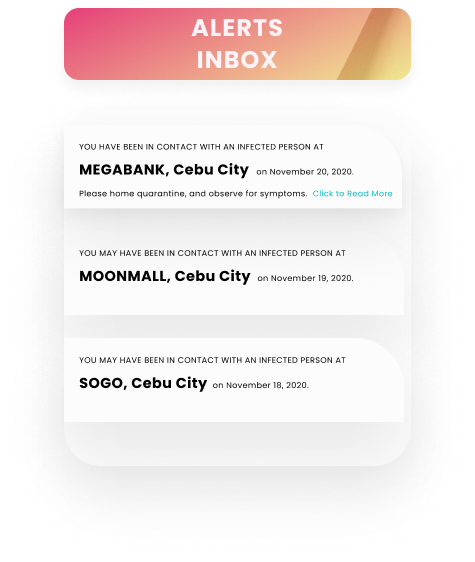 ALERTS
INBOX
YOU HAVE BEEN IN CONTACT WITH AN INFECTED PERSON AT
MEGABANK, Cebu City on November 20, 2020.
Please home quarantine, and observe for symptoms. Click to Read More
YOU MAY HAVE BEEN IN CONTACT WITH AN INFECTED PERSON AT
MOONMALL, Cebu City on November 19, 2020.
YOU MAY HAVE BEEN IN CONTACT WITH AN INFECTED PERSON AT
SOGO, Cebu City on November 18, 2020.